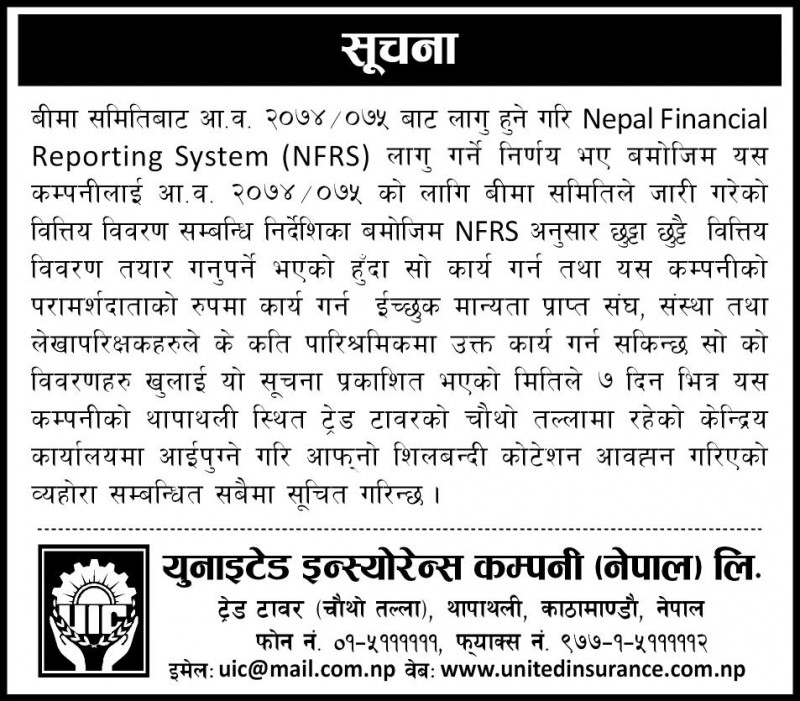 सूचना
बीमा समितिबाट आ.व. २०७४/०७५ बाट लागु हुने गरि Nepal Financial
Reporting System (NFRS) लागु गर्ने निर्णय भए बमोजिम यस
कम्पनीलाई आ.व. २०७४/०७५ को लागि बीमा समितिले जारी गरेको
वित्तिय विवरण सम्बन्धि निर्देशिका बमोजिम NFRS अनुसार छुट्टा छुट्टै वित्तिय
विवरण तयार गनुपर्ने भएको हुँदा सो कार्य गर्न तथा यस कम्पनीको
परामर्शदाताको रुपमा कार्य गर्न ईच्छुक मान्यता प्राप्त संघ, संस्था तथा
लेखापरिक्षकहरुले के कति पारिश्रमिकमा उक्त कार्य गर्न सकिन्छ सो को
विवरणहरु खुलाई यो सूचना प्रकाशित भएको मितिले ७ दिन भित्र यस
कम्पनीको थापाथली स्थित ट्रेड टावरको चौथो तल्लामा रहेको केन्द्रिय
कार्यालयमा आईपुग्ने गरि आफ्नो शिलबन्दी कोटेशन आवह्मन गरिएको
व्यहोरा सम्बन्धित सबैमा सूचित गरिन्छ ।
UIC
युनाइटेड इन्स्योरेन्स कम्पनी (नेपाल) लि.
ट्रेड टावर (चौथो तल्ला), थापाथली, काठामाण्डौ, नेपाल
फोन नं. ०१-५१११११११, फ्याक्स नं. ९७७-१-५१११११२
इमेल: uic@mail.com.np वेब: www.unitedinsurance.com.np